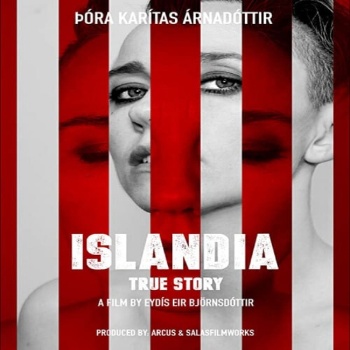 ÞÓRA KARÍTAS ÁRNADÓTTIR
ISLANDIA
TRUE STORY
A FILM BY EYDÍS EIR BJÖRNSDÓTTIR
PRODUCED BY: ARCUS & SALASFILMWORKS